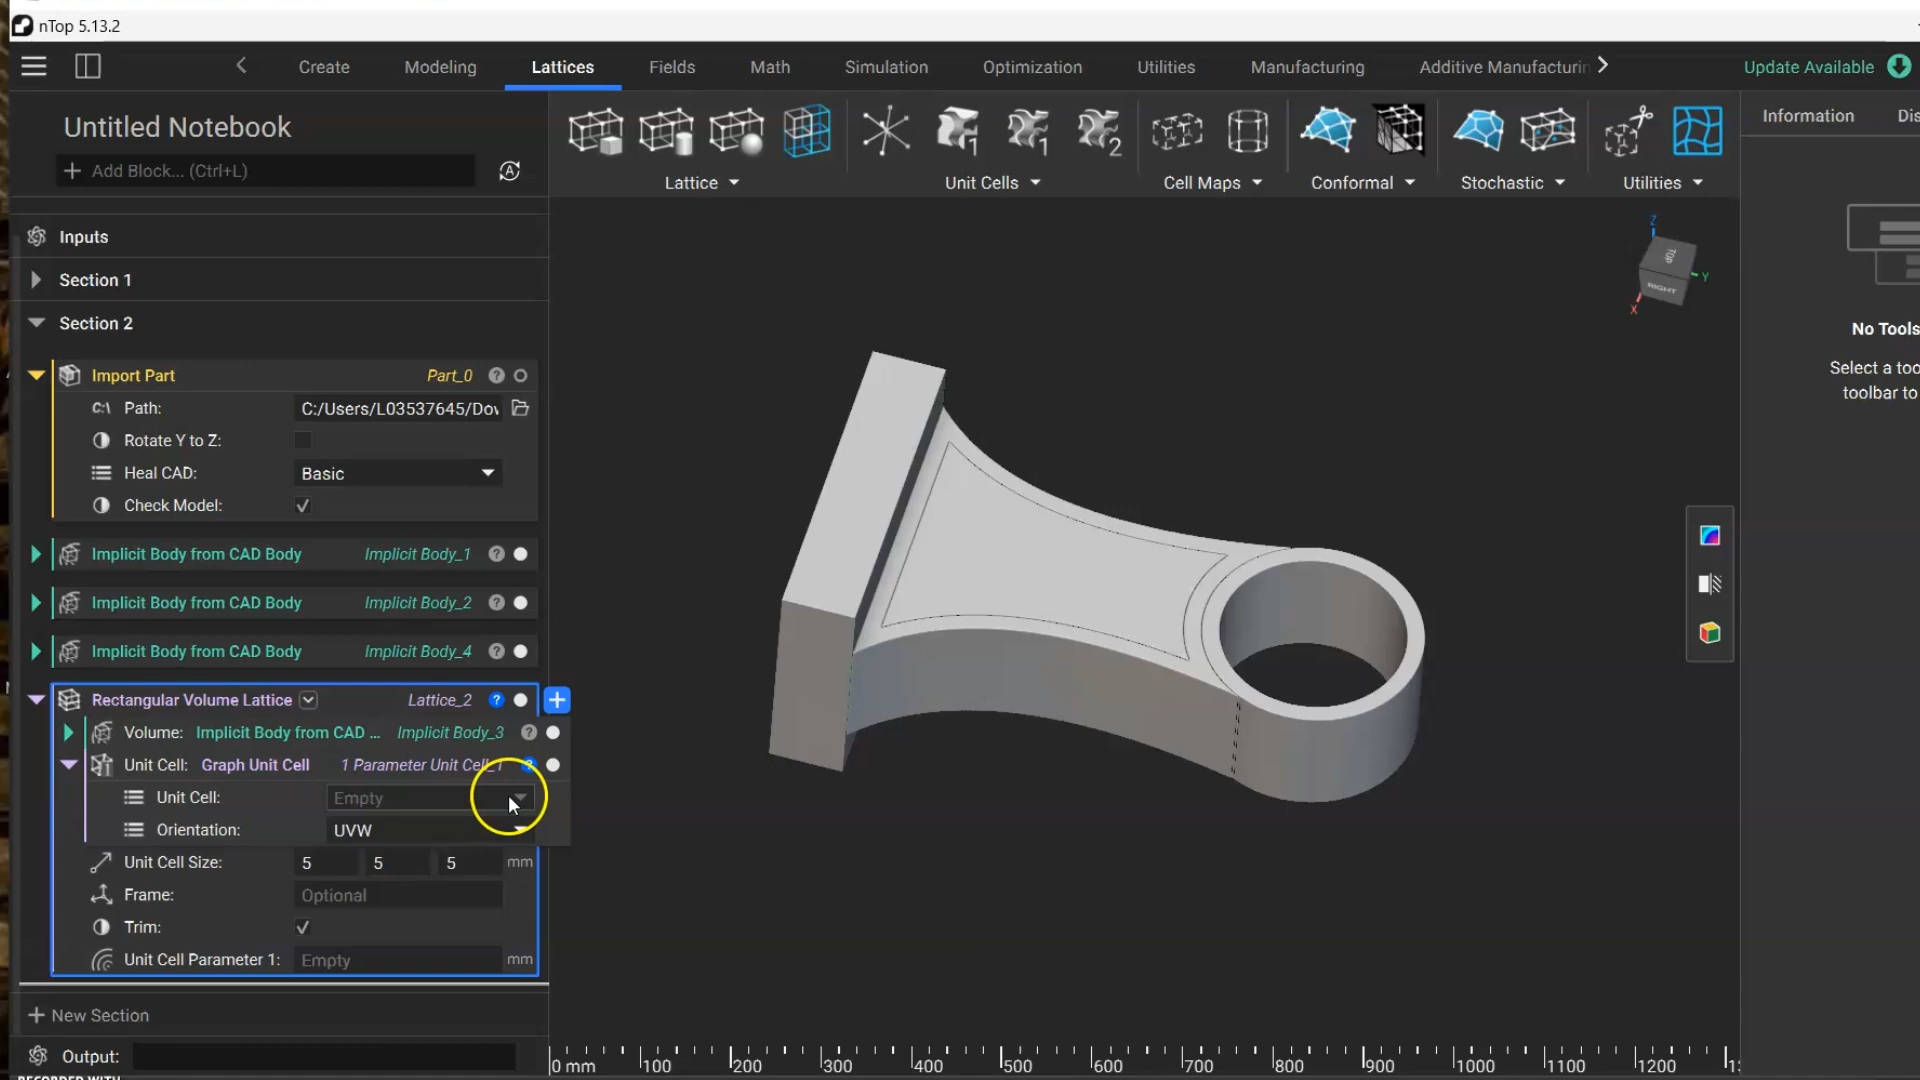 nTop 5.13.2
Create Modeling Lattices Fields Math Simulation Optimization Utilities Manufacturing Additive Manufacturin Update Available
Untitled Notebook
Add Block... (Ctrl+L)
Lattice Unit Cells Cell Maps Conformal Stochastic Utilities
Information Dis
Inputs
Section 1
Section 2
Import Part Part_0
Path: C:/Users/L03537645/Dov
Rotate Y to Z:
Heal CAD: Basic
Check Model:
Implicit Body from CAD Body Implicit Body_1
Implicit Body from CAD Body Implicit Body_2
Implicit Body from CAD Body Implicit Body_4
Rectangular Volume Lattice Lattice_2
Volume: Implicit Body from CAD ... Implicit Body_3
Unit Cell: Graph Unit Cell 1 Parameter Unit Cell_1
Unit Cell: Empty
Orientation: UVW
Unit Cell Size: 5 5 5 mm
Frame: Optional
Trim:
Unit Cell Parameter 1: Empty mm
New Section
Output:
Z
TOP
Y
RIGHT
X
No Tools
Select a too
toolbar to
0 mm 100 200 300 400 500 600 700 800 900 1000 1100 1200
RECORDED WITH